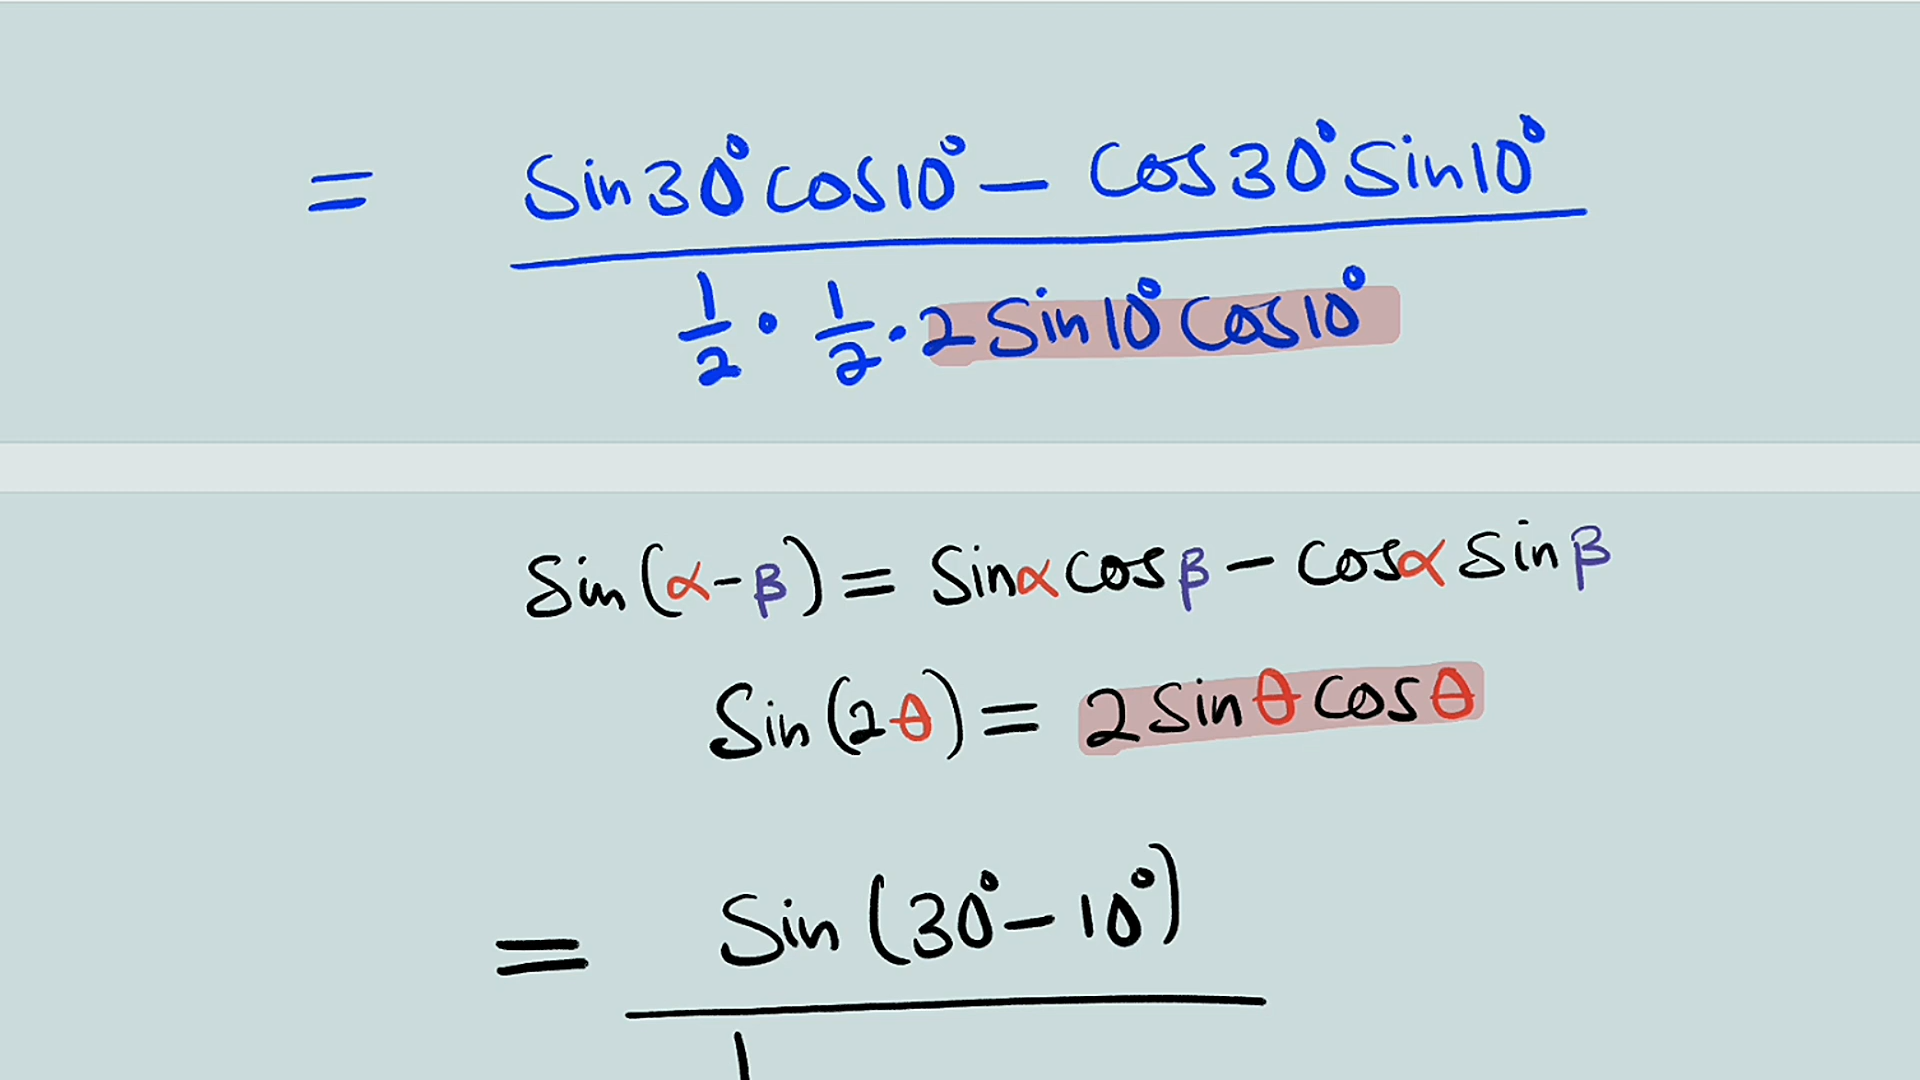 = Sin30° cos10° − cos30° Sin10°
1/2 · 1/2 · 2 Sin10° cos10°
Sin(α-β) = Sinα cosβ − cosα Sinβ
Sin(2θ) = 2 Sinθ cosθ
= Sin(30° − 10°)